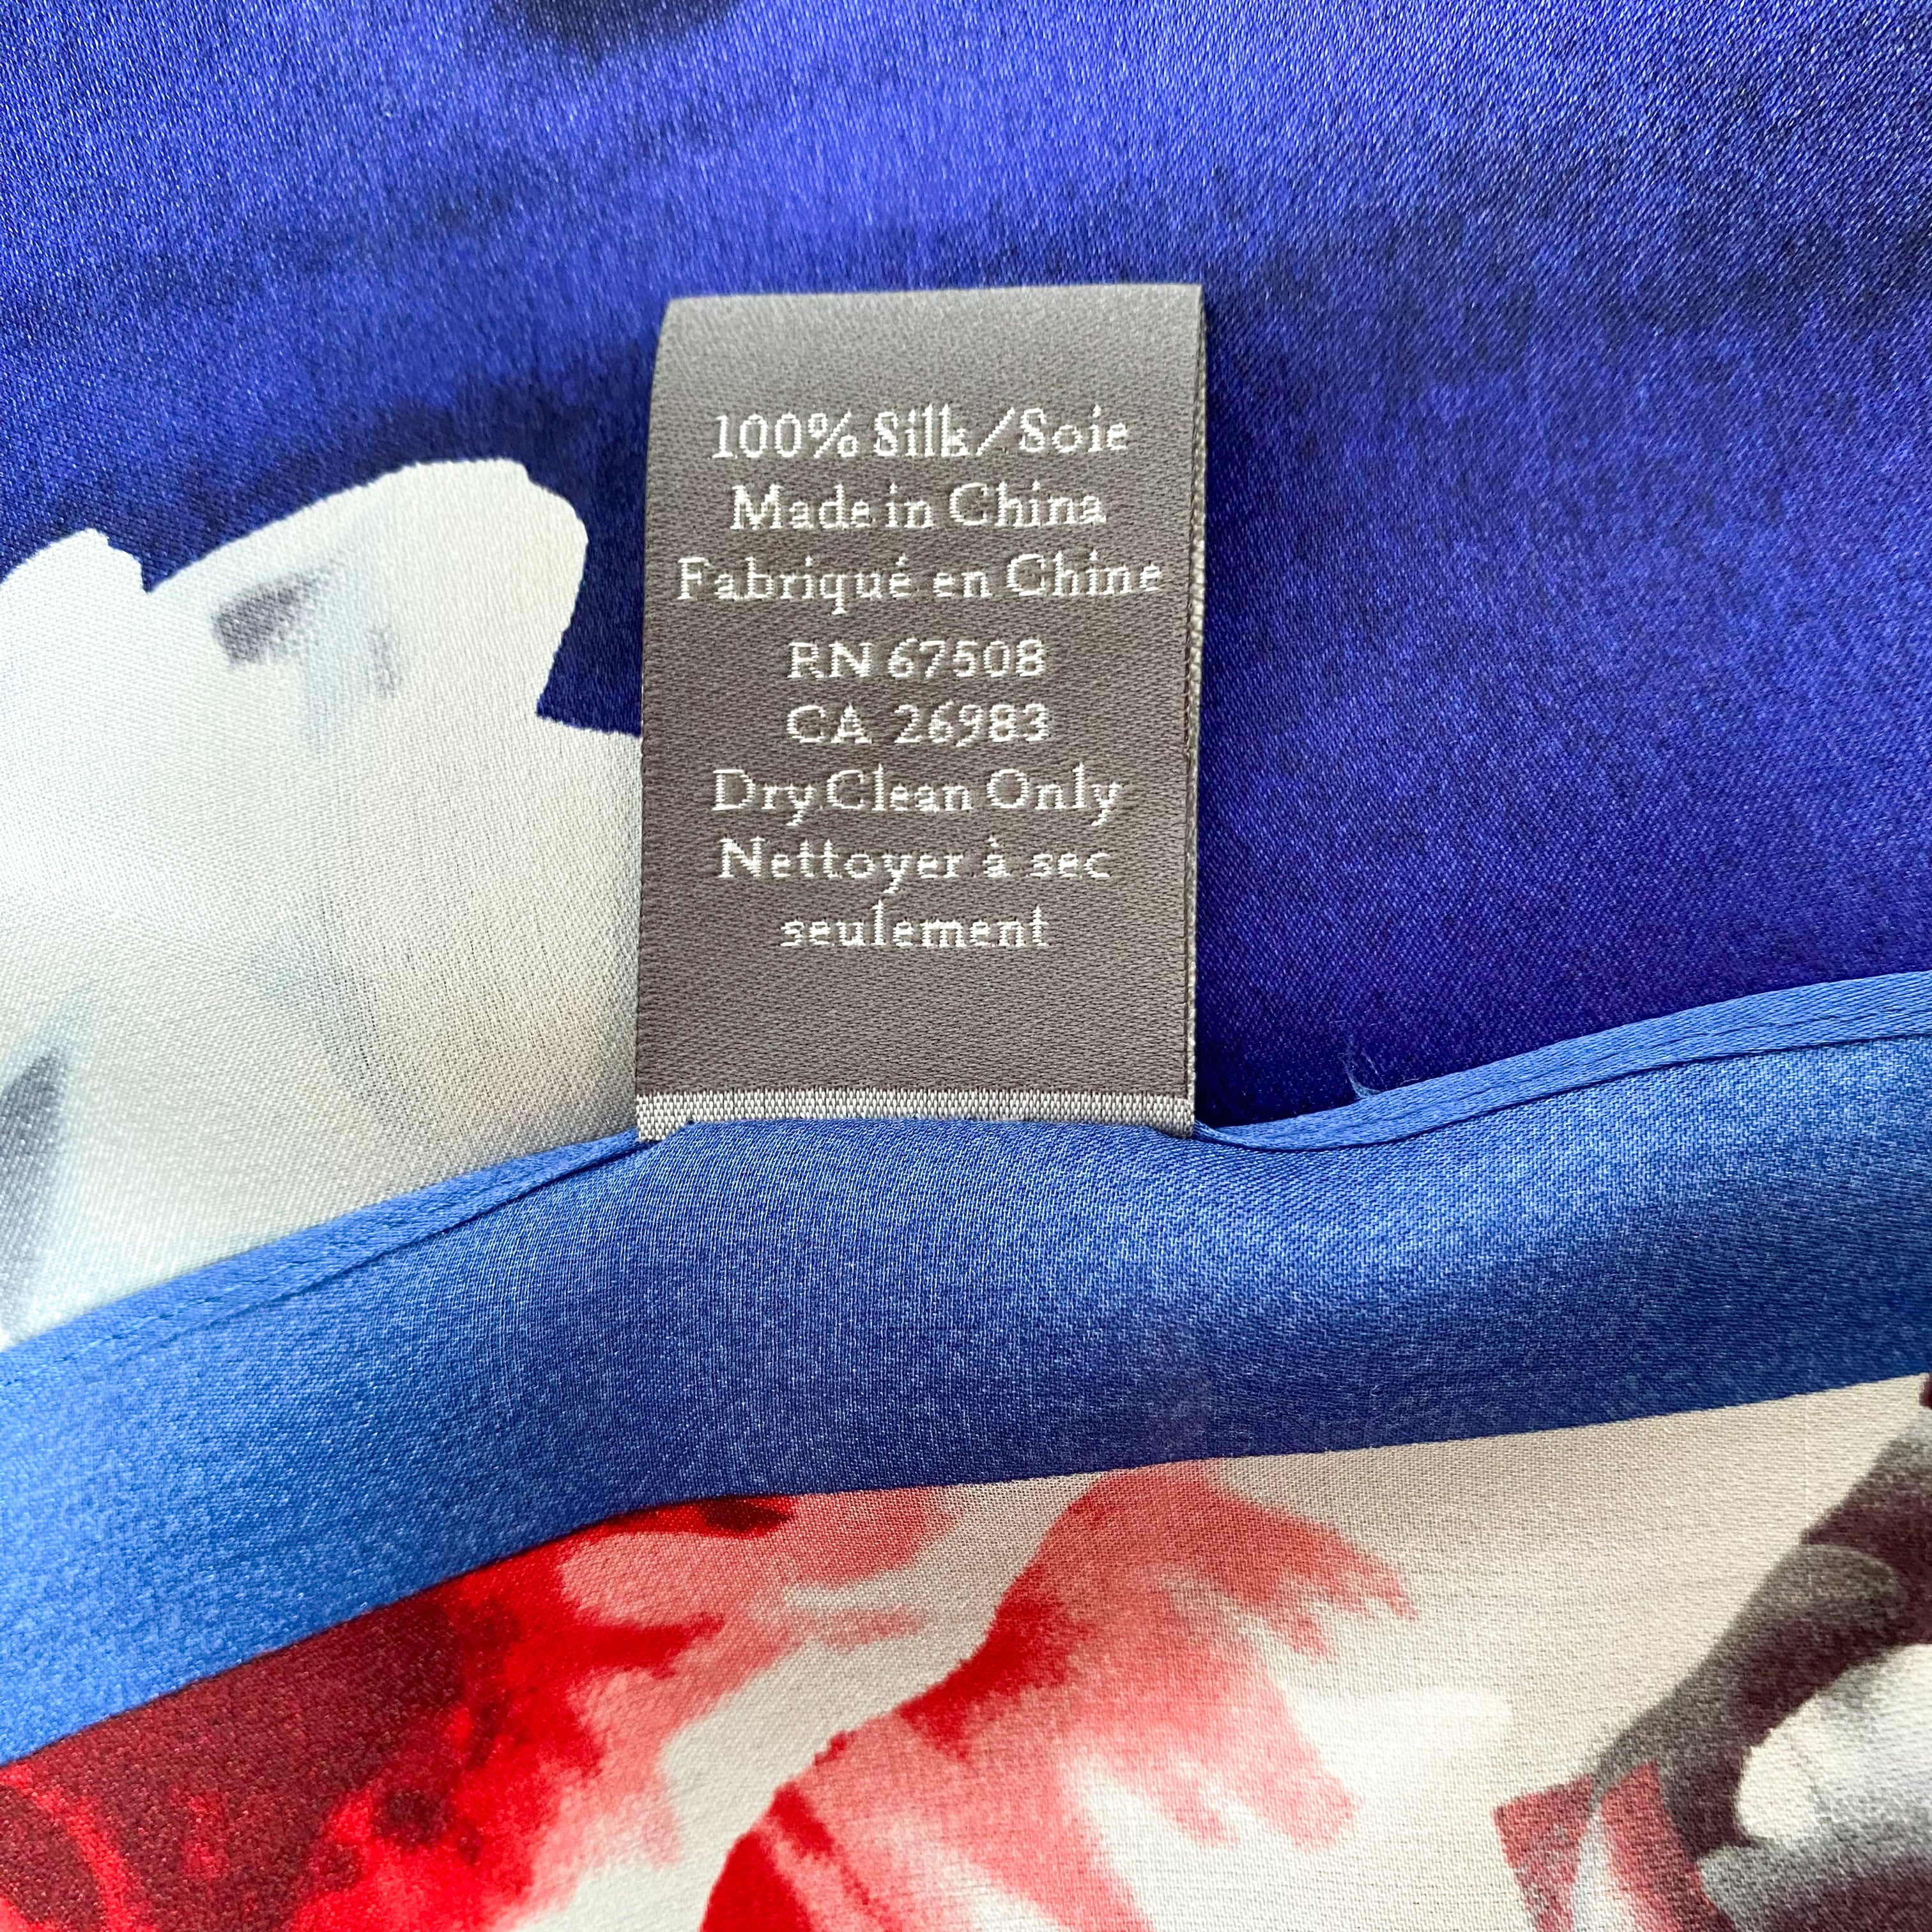 100% Silk/Soie
Made in China
Fabriqué en Chine
RN 67508
CA 26983
Dry Clean Only
Nettoyer à sec
seulement